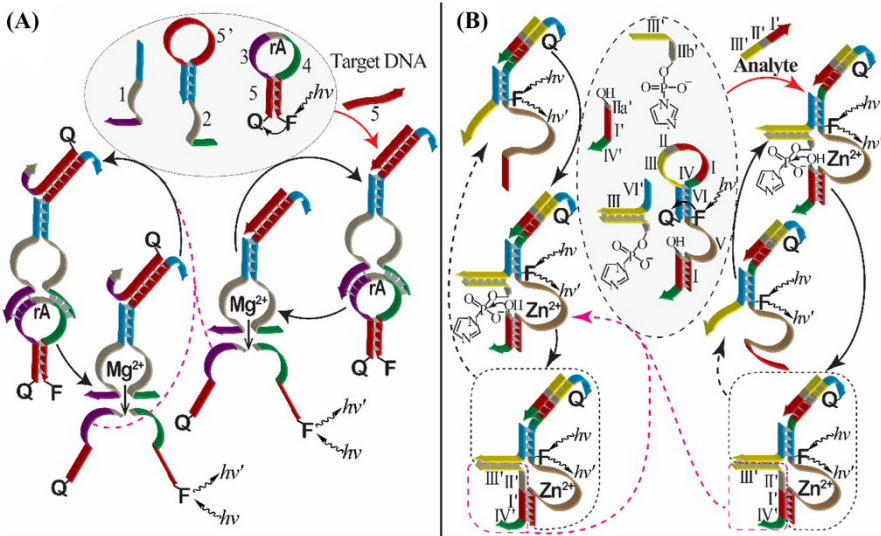 (A)
rA
3
4
5'
1
2
5
Q
F
hν
Target DNA
5
Q
rA
Q
F
Q
Mg2+
Q
F
hν'
hν
Mg2+
F
hν'
hν
Q
rA
Q
F
(B)
Q
hν
F
hν'
III'
IIb'
O=P-O-
N
N
OH
IIa'
I'
IV'
II
III
I
IV
VI'
VI
III
Q
F
hν
V
O=P-O-
N
N
OH
I
III'
II'
I'
Analyte
Q
hν
F
hν'
O
P
O-
OH
Zn2+
N
N
Q
hν
F
hν'
O
P
O-
OH
Zn2+
N
N
Q
hν
F
hν'
Q
hν
F
hν'
III'
II'
Zn2+
I'
IV'
Q
hν
F
hν'
III'
II'
Zn2+
I'
IV'